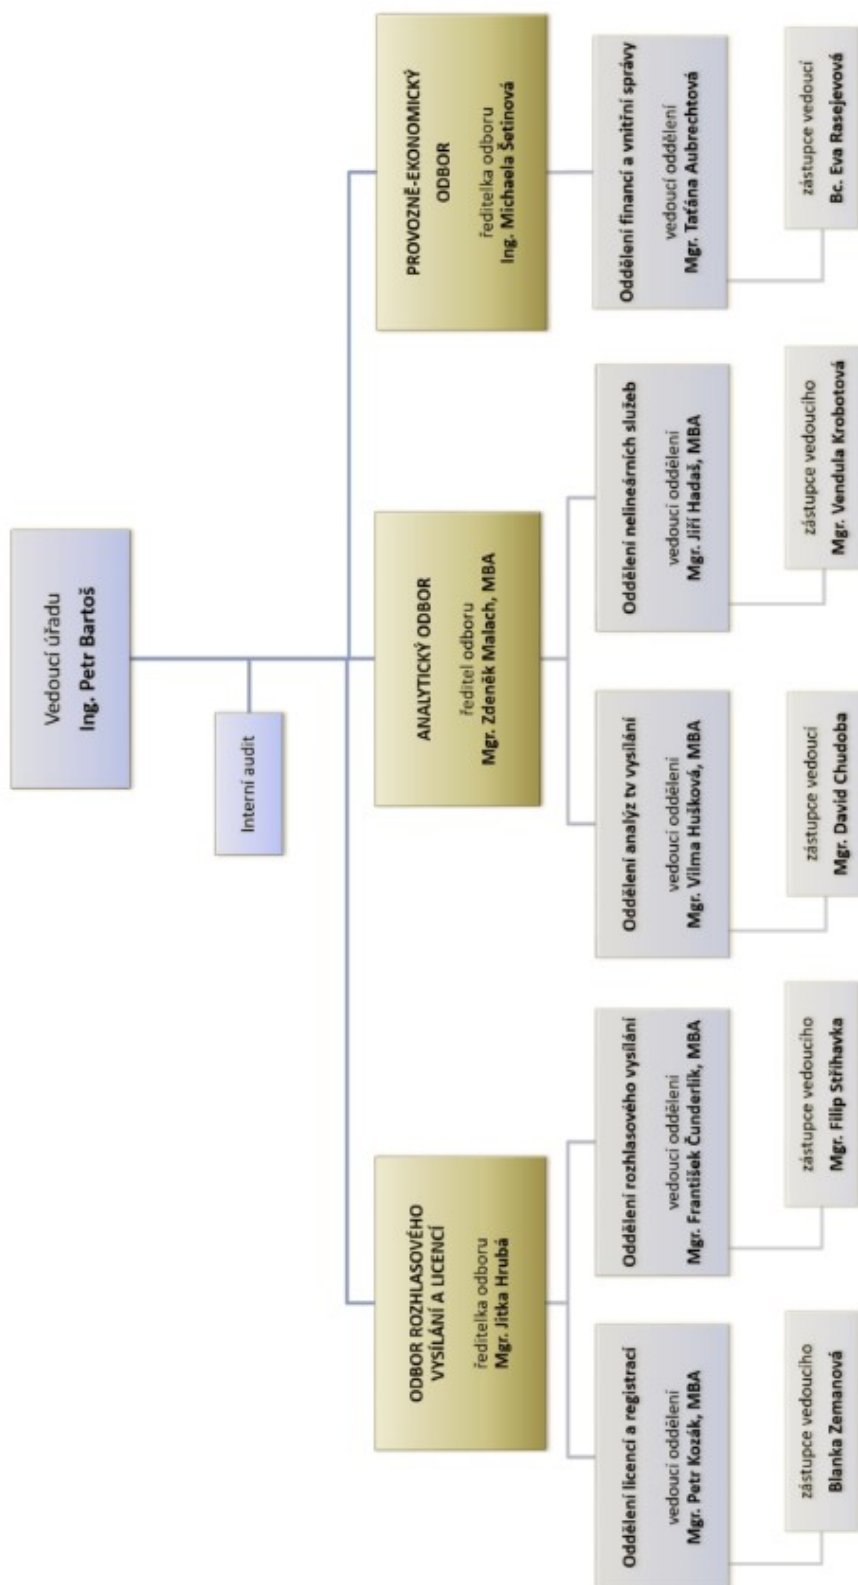 Vedoucí úřadu
Ing. Petr Bartoš
Interní audit
ODBOR ROZHLASOVÉHO
VYSÍLÁNÍ A LICENCÍ
ředitelka odboru
Mgr. Jitka Hrubá
ANALYTICKÝ ODBOR
ředitel odboru
Mgr. Zdeněk Malach, MBA
PROVOZNĚ-EKONOMICKÝ
ODBOR
ředitelka odboru
Ing. Michaela Šetinová
Oddělení licencí a registrací
vedoucí oddělení
Mgr. Petr Kozák, MBA
Oddělení rozhlasového vysílání
vedoucí oddělení
Mgr. František Čunderlík, MBA
Oddělení analýz tv vysílání
vedoucí oddělení
Mgr. Vilma Hušková, MBA
Oddělení nelineárních služeb
vedoucí oddělení
Mgr. Jiří Hadaš, MBA
Oddělení financí a vnitřní správy
vedoucí oddělení
Mgr. Taťána Aubrechtová
zástupce vedoucího
Blanka Zemanová
zástupce vedoucího
Mgr. Filip Stříhavka
zástupce vedoucí
Mgr. David Chudoba
zástupce vedoucího
Mgr. Vendula Krobotová
zástupce vedoucí
Bc. Eva Rasejevová